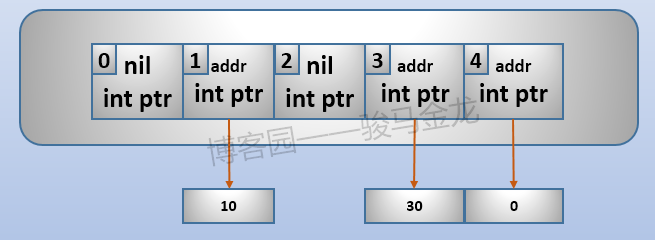 0 nil 1 addr 2 nil 3 addr 4 addr
int ptr int ptr int ptr int ptr int ptr
博客园——骏马金龙
10 30 0